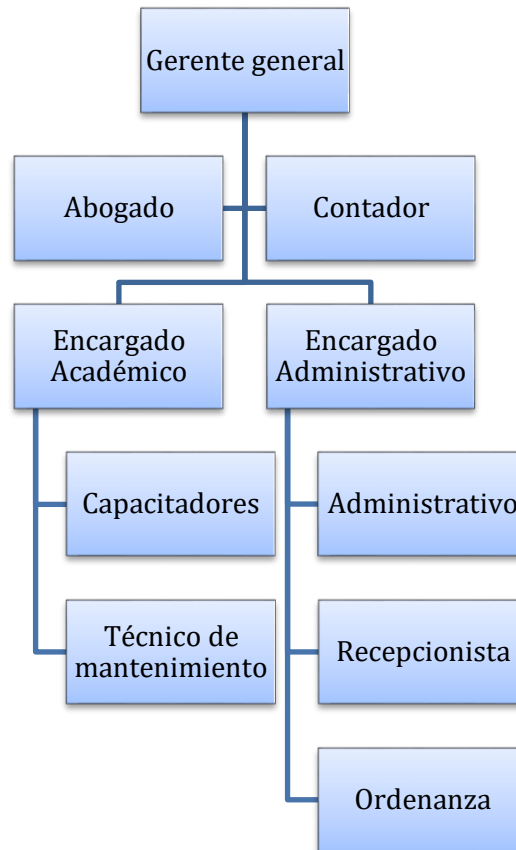 Gerente general
Abogado
Contador
Encargado
Académico
Encargado
Administrativo
Capacitadores
Administrativo
Técnico de
mantenimiento
Recepcionista
Ordenanza